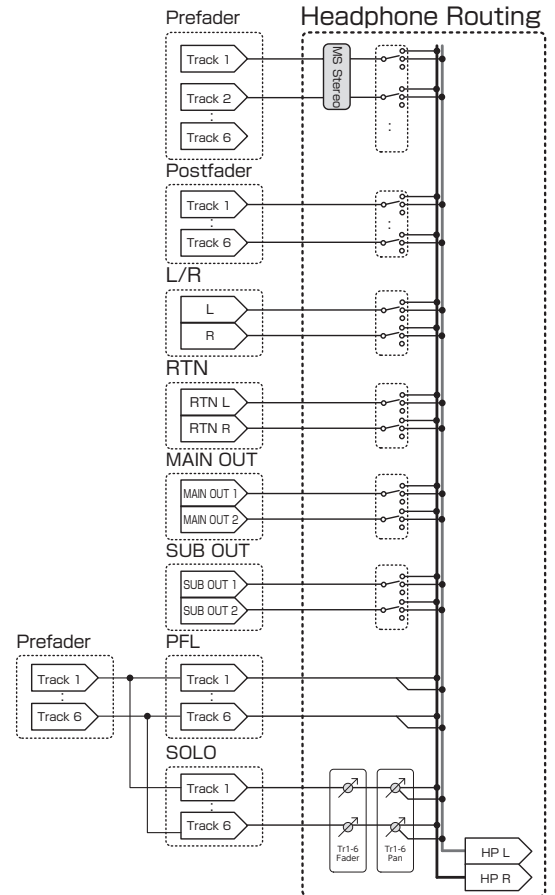 Prefader
Headphone Routing
Track 1
MS Stereo
Track 2
:
:
Track 6
Postfader
Track 1
:
:
Track 6
L/R
L
R
RTN
RTN L
RTN R
MAIN OUT
MAIN OUT 1
MAIN OUT 2
SUB OUT
SUB OUT 1
SUB OUT 2
Prefader
PFL
Track 1
Track 1
:
:
Track 6
Track 6
SOLO
Track 1
:
Track 6
Tr1-6
Fader
Tr1-6
Pan
HP L
HP R